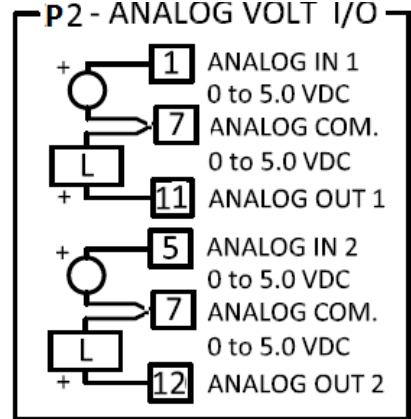 P2 - ANALOG VOLT I/O
+ 1 ANALOG IN 1
0 to 5.0 VDC
7 ANALOG COM.
L 0 to 5.0 VDC
+ 11 ANALOG OUT 1
+ 5 ANALOG IN 2
0 to 5.0 VDC
7 ANALOG COM.
L 0 to 5.0 VDC
+ 12 ANALOG OUT 2